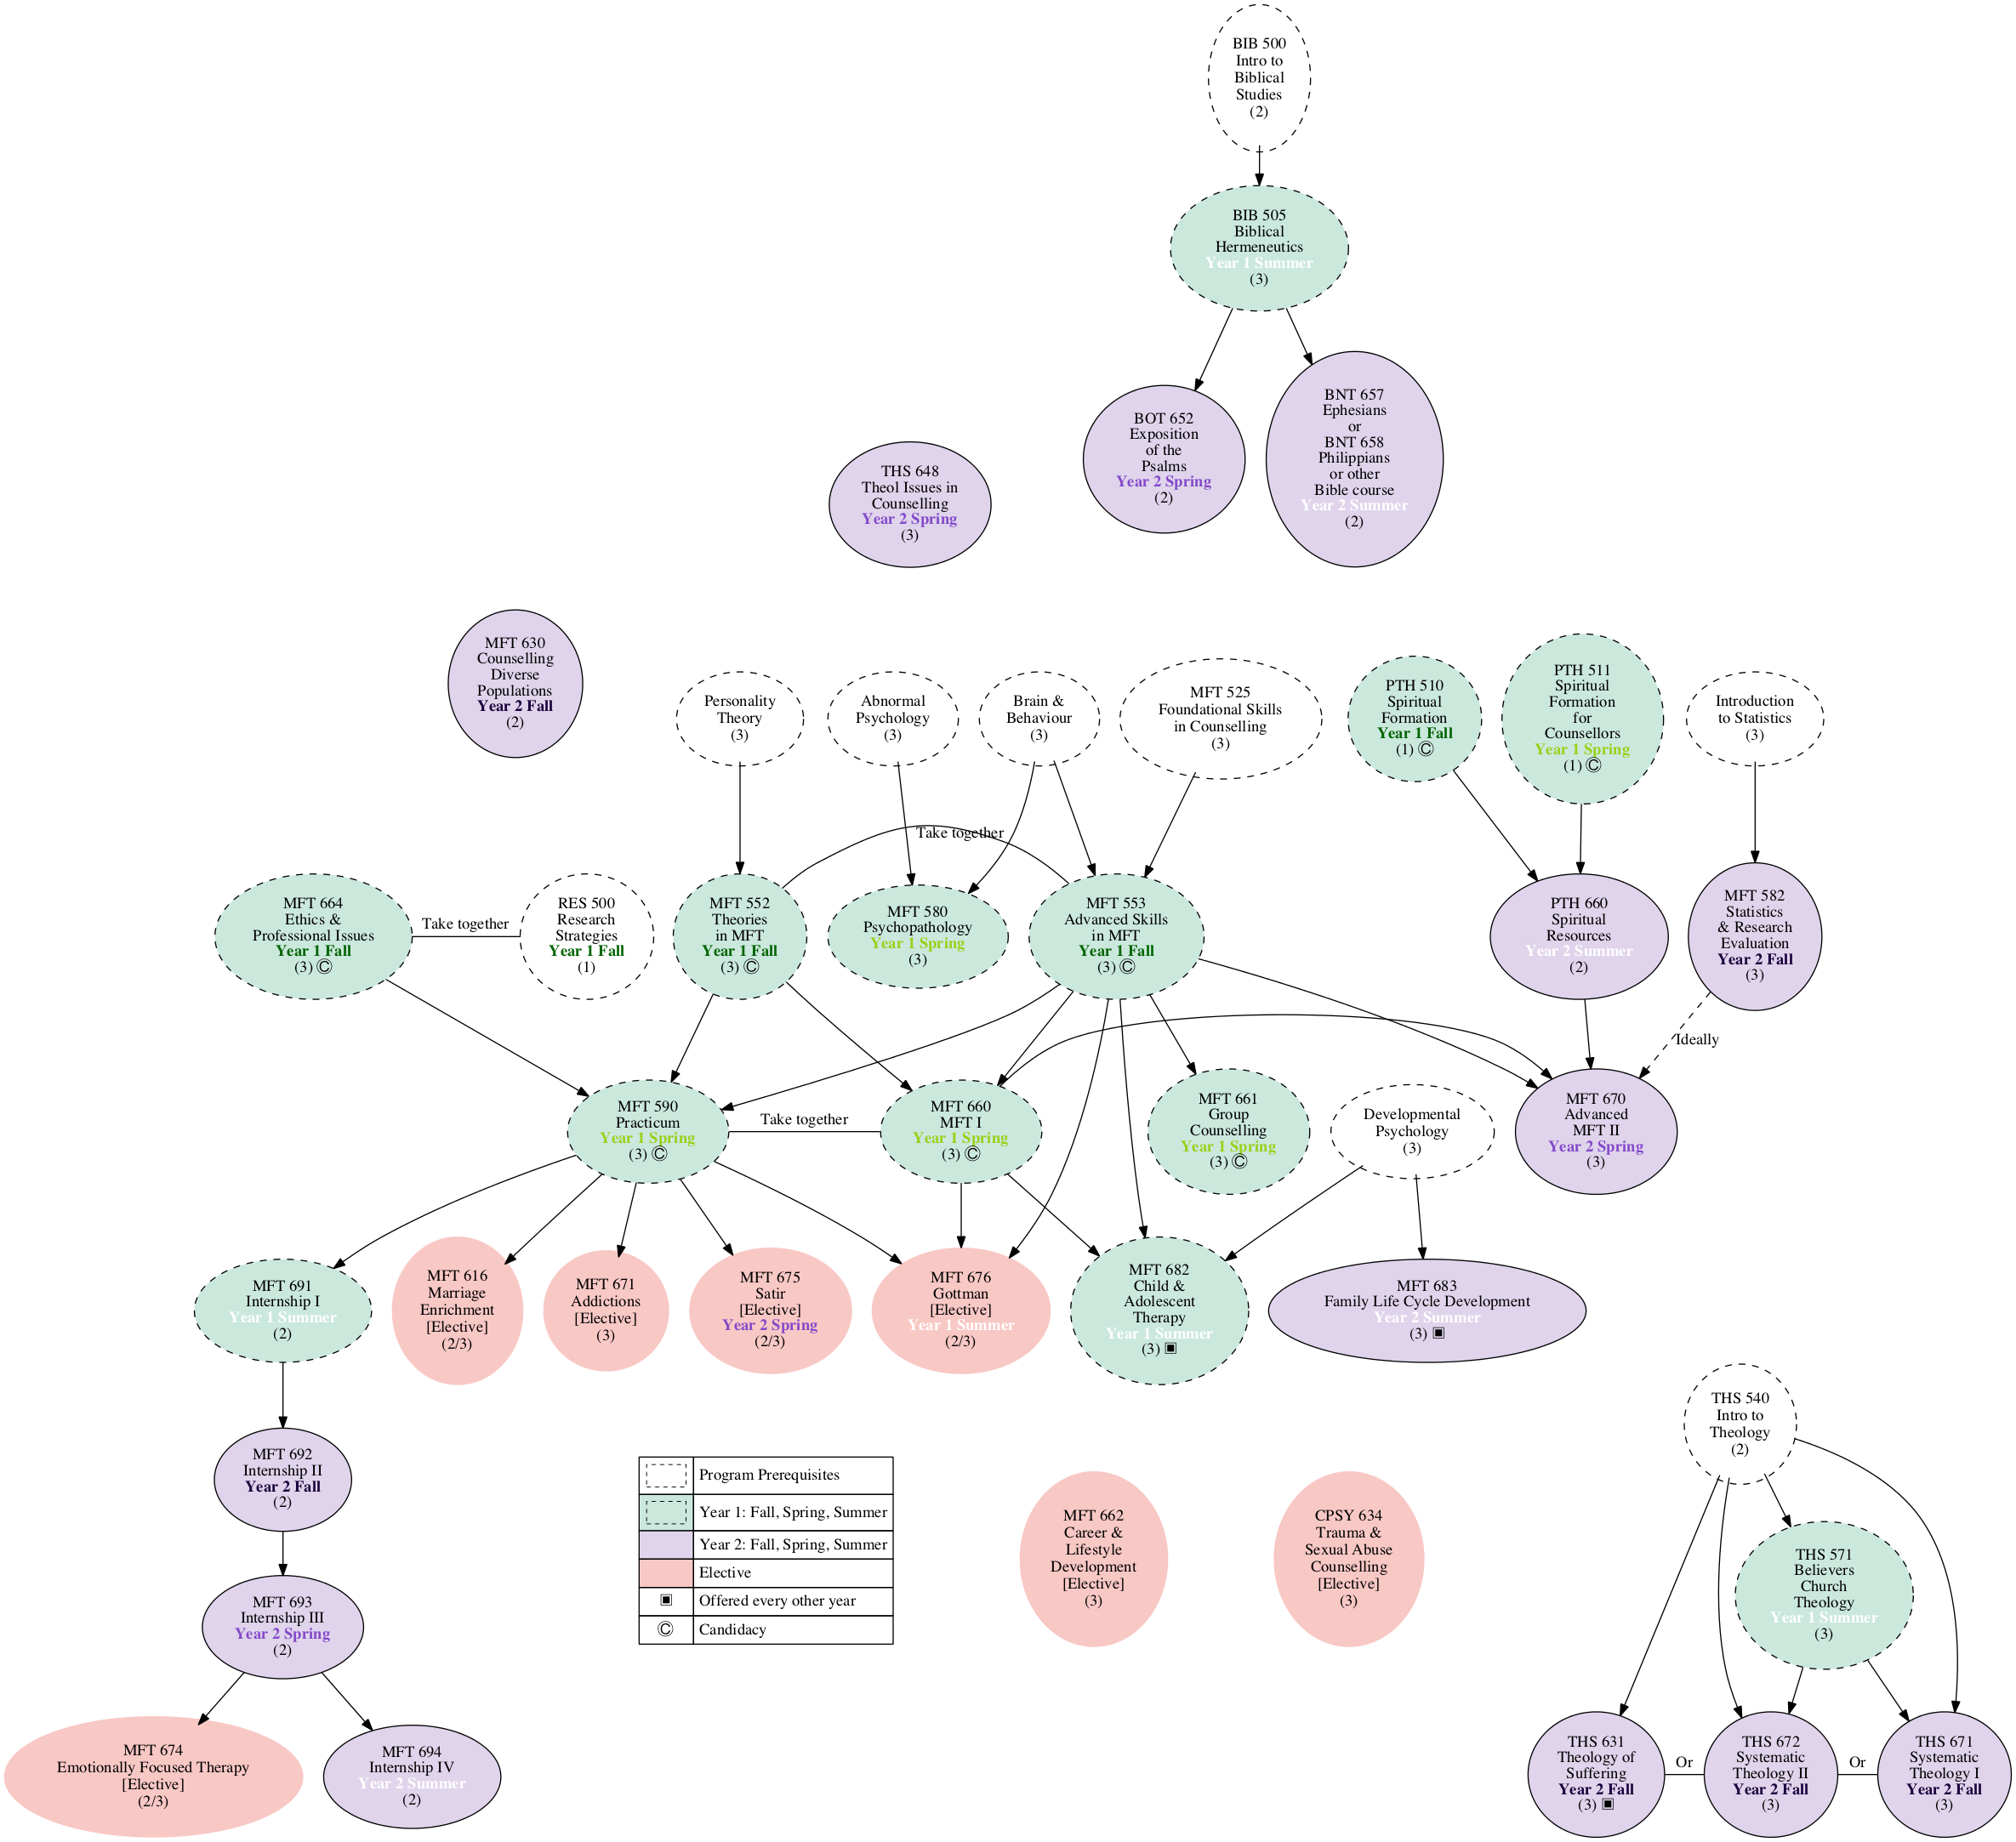 BIB 500
Intro to
Biblical
Studies
(2)
BIB 505
Biblical
Hermeneutics
Year 1 Summer
(3)
BOT 652
Exposition
of the
Psalms
Year 2 Spring
(2)
BNT 657
Ephesians
or
BNT 658
Philippians
or other
Bible course
Year 2 Summer
(2)
THS 648
Theol Issues in
Counselling
Year 2 Spring
(3)
MFT 630
Counselling
Diverse
Populations
Year 2 Fall
(2)
Personality
Theory
(3)
Abnormal
Psychology
(3)
Brain &
Behaviour
(3)
MFT 525
Foundational Skills
in Counselling
(3)
PTH 510
Spiritual
Formation
Year 1 Fall
(1) Ⓒ
PTH 511
Spiritual
Formation
for
Counsellors
Year 1 Spring
(1) Ⓒ
Introduction
to Statistics
(3)
Take together
MFT 664
Ethics &
Professional Issues
Year 1 Fall
(3) Ⓒ
Take together
RES 500
Research
Strategies
Year 1 Fall
(1)
MFT 552
Theories
in MFT
Year 1 Fall
(3) Ⓒ
MFT 580
Psychopathology
Year 1 Spring
(3)
MFT 553
Advanced Skills
in MFT
Year 1 Fall
(3) Ⓒ
PTH 660
Spiritual
Resources
Year 2 Summer
(2)
MFT 582
Statistics
& Research
Evaluation
Year 2 Fall
(3)
Ideally
MFT 590
Practicum
Year 1 Spring
(3) Ⓒ
Take together
MFT 660
MFT I
Year 1 Spring
(3) Ⓒ
MFT 661
Group
Counselling
Year 1 Spring
(3) Ⓒ
Developmental
Psychology
(3)
MFT 670
Advanced
MFT II
Year 2 Spring
(3)
MFT 691
Internship I
Year 1 Summer
(2)
MFT 616
Marriage
Enrichment
[Elective]
(2/3)
MFT 671
Addictions
[Elective]
(3)
MFT 675
Satir
[Elective]
Year 2 Spring
(2/3)
MFT 676
Gottman
[Elective]
Year 1 Summer
(2/3)
MFT 682
Child &
Adolescent
Therapy
Year 1 Summer
(3) ▣
MFT 683
Family Life Cycle Development
Year 2 Summer
(3) ▣
THS 540
Intro to
Theology
(2)
MFT 692
Internship II
Year 2 Fall
(2)
Program Prerequisites
Year 1: Fall, Spring, Summer
Year 2: Fall, Spring, Summer
Elective
▣ Offered every other year
Ⓒ Candidacy
MFT 662
Career &
Lifestyle
Development
[Elective]
(3)
CPSY 634
Trauma &
Sexual Abuse
Counselling
[Elective]
(3)
THS 571
Believers
Church
Theology
Year 1 Summer
(3)
MFT 693
Internship III
Year 2 Spring
(2)
MFT 674
Emotionally Focused Therapy
[Elective]
(2/3)
MFT 694
Internship IV
Year 2 Summer
(2)
THS 631
Theology of
Suffering
Year 2 Fall
(3) ▣
Or
THS 672
Systematic
Theology II
Year 2 Fall
(3)
Or
THS 671
Systematic
Theology I
Year 2 Fall
(3)